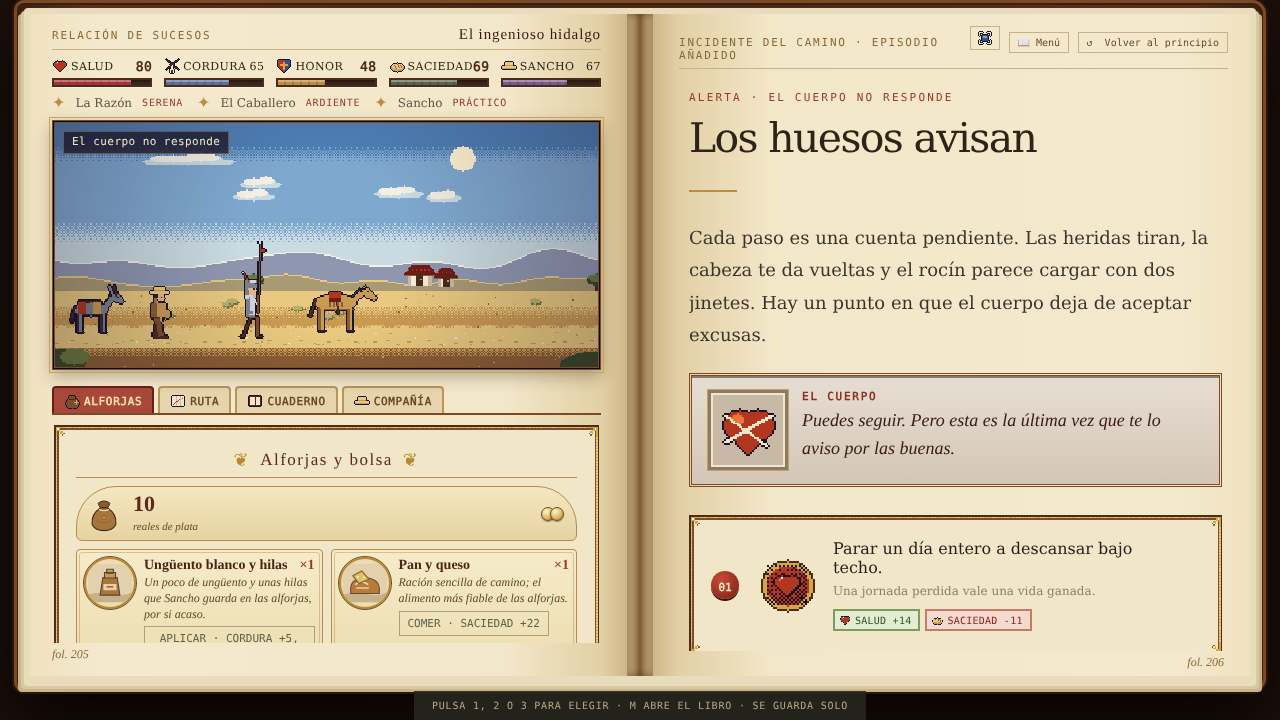 RELACIÓN DE SUCESOS
El ingenioso hidalgo
SALUD 80
CORDURA 65
HONOR 48
SACIEDAD 69
SANCHO 67
La Razón SERENA
El Caballero ARDIENTE
Sancho PRÁCTICO
El cuerpo no responde
ALFORJAS
RUTA
CUADERNO
COMPAÑÍA
Alforjas y bolsa
10
reales de plata
Ungüento blanco y hilas ×1
Un poco de ungüento y unas hilas
que Sancho guarda en las alforjas,
por si acaso.
APLICAR · CORDURA +5,
Pan y queso ×1
Ración sencilla de camino; el
alimento más fiable de las alforjas.
COMER · SACIEDAD +22
fol. 205
INCIDENTE DEL CAMINO · EPISODIO
AÑADIDO
Menú
↺ Volver al principio
ALERTA · EL CUERPO NO RESPONDE
Los huesos avisan
Cada paso es una cuenta pendiente. Las heridas tiran, la
cabeza te da vueltas y el rocín parece cargar con dos
jinetes. Hay un punto en que el cuerpo deja de aceptar
excusas.
EL CUERPO
Puedes seguir. Pero esta es la última vez que te lo
aviso por las buenas.
01
Parar un día entero a descansar bajo
techo.
Una jornada perdida vale una vida ganada.
SALUD +14
SACIEDAD -11
fol. 206
PULSA 1, 2 O 3 PARA ELEGIR · M ABRE EL LIBRO · SE GUARDA SOLO